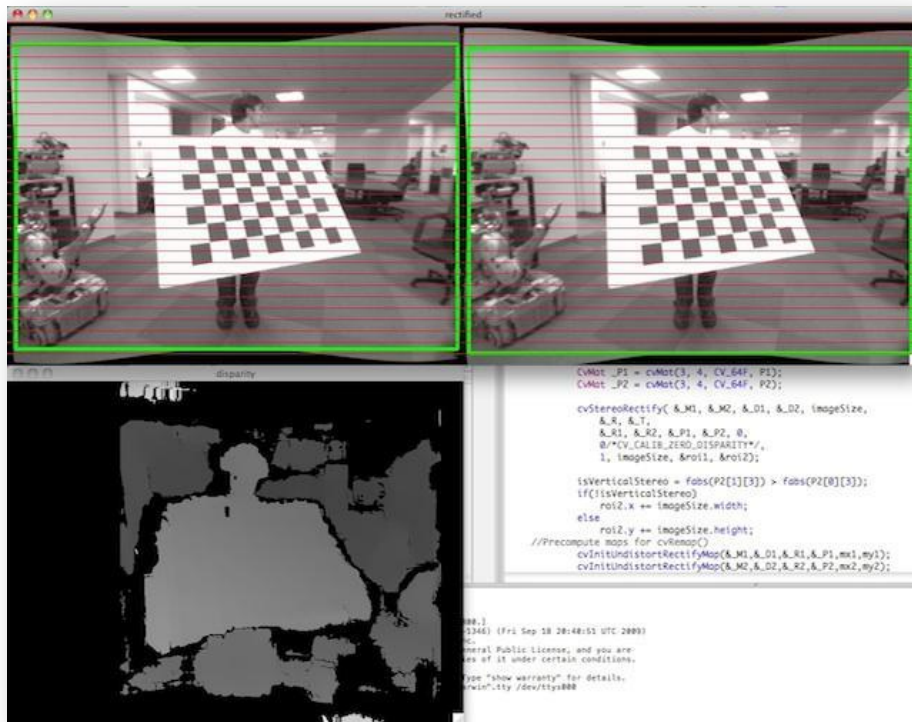 rectified
disparity
CvMat _P1 = cvMat(3, 4, CV_64F, P1);
CvMat _P2 = cvMat(3, 4, CV_64F, P2);
cvStereoRectify( &_M1, &_M2, &_D1, &_D2, imageSize,
&_R, &_T,
&_R1, &_R2, &_P1, &_P2, 0,
0/*CV_CALIB_ZERO_DISPARITY*/,
1, imageSize, &roi1, &roi2);
isVerticalStereo = fabs(P2[1][3]) > fabs(P2[0][3]);
if(!isVerticalStereo)
roi2.x += imageSize.width;
else
roi2.y += imageSize.height;
//Precompute maps for cvRemap()
cvInitUndistortRectifyMap(&_M1,&_D1,&_R1,&_P1,mx1,my1);
cvInitUndistortRectifyMap(&_M2,&_D2,&_R2,&_P2,mx2,my2);
1346) (Fri Sep 18 20:40:51 UTC 2009)
General Public License, and you are
of it under certain conditions.
Type "show warranty" for details.
arwin".tty /dev/ttys000